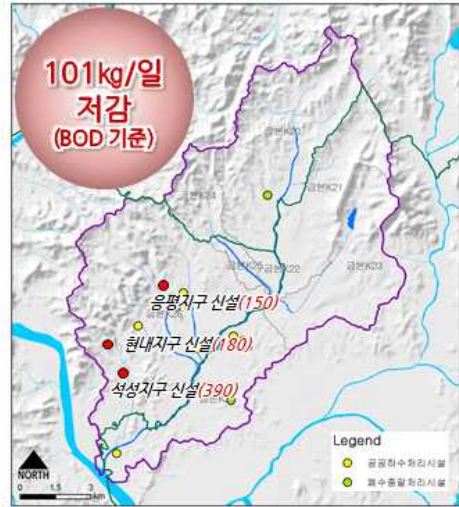 101kg/일
저감
(BOD 기준)
금본K20
금본K21
금본K24
금본K25
금본K22
금본K23
응평지구 신설(150)
현내지구 신설(180)
석성지구 신설(390)
Legend
공공하수처리시설
폐수종말처리시설
NORTH
0 1.5 3
km